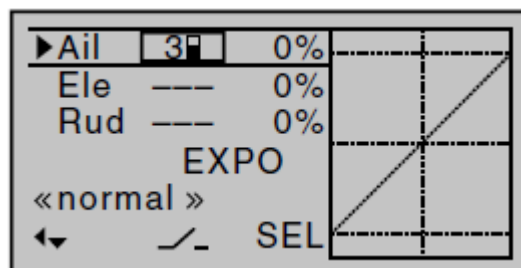 Ail 3 0%
Ele --- 0%
Rud --- 0%
EXPO
«normal »
SEL